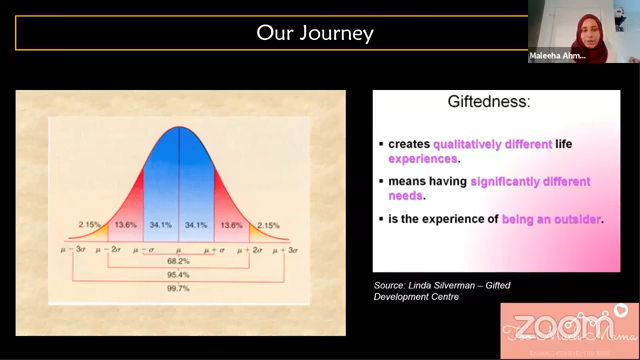 Our Journey
Maleeha Ahm...
2.15%
13.6%
34.1%
34.1%
13.6%
2.15%
μ − 3σ
μ − 2σ
μ − σ
μ
μ + σ
μ + 2σ
μ + 3σ
68.2%
95.4%
99.7%
Giftedness:
▪ creates qualitatively different life
experiences.
▪ means having significantly different
needs.
▪ is the experience of being an outsider.
Source: Linda Silverman – Gifted
Development Centre
zoom
Mama